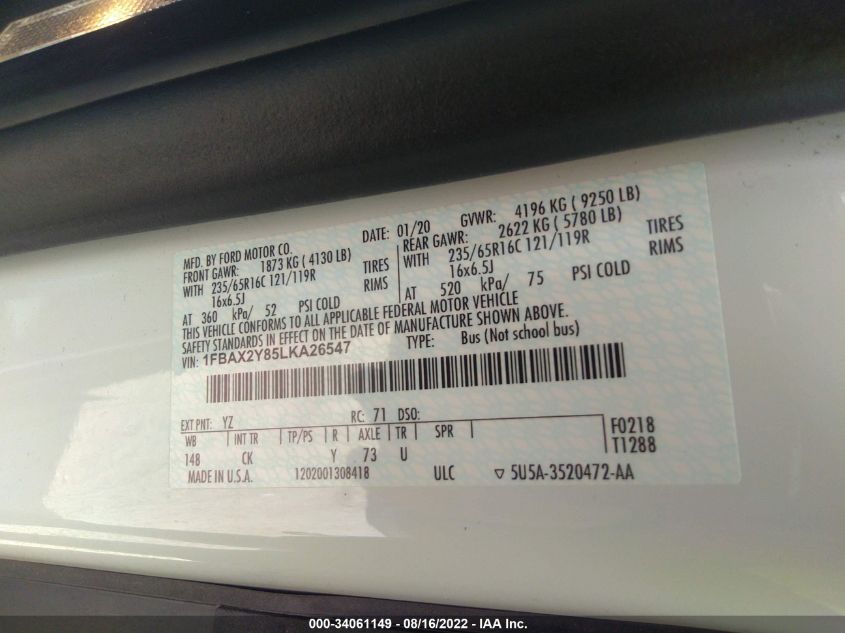 MFD. BY FORD MOTOR CO. DATE: 01/20 GVWR: 4196 KG ( 9250 LB)
FRONT GAWR: 1873 KG ( 4130 LB) REAR GAWR: 2622 KG ( 5780 LB)
WITH 235/65R16C 121/119R TIRES WITH 235/65R16C 121/119R TIRES
16x6.5J RIMS 16x6.5J RIMS
AT 360 kPa/ 52 PSI COLD AT 520 kPa/ 75 PSI COLD
THIS VEHICLE CONFORMS TO ALL APPLICABLE FEDERAL MOTOR VEHICLE
SAFETY STANDARDS IN EFFECT ON THE DATE OF MANUFACTURE SHOWN ABOVE.
VIN: 1FBAX2Y85LKA26547 TYPE: Bus (Not school bus)
EXT PNT: YZ RC: 71 DSO:
WB INT TR TP/PS R AXLE TR SPR F0218
148 CK Y 73 U T1288
MADE IN U.S.A. 1202001308418 ULC ▽ 5U5A-3520472-AA
000-34061149 - 08/16/2022 - IAA Inc.